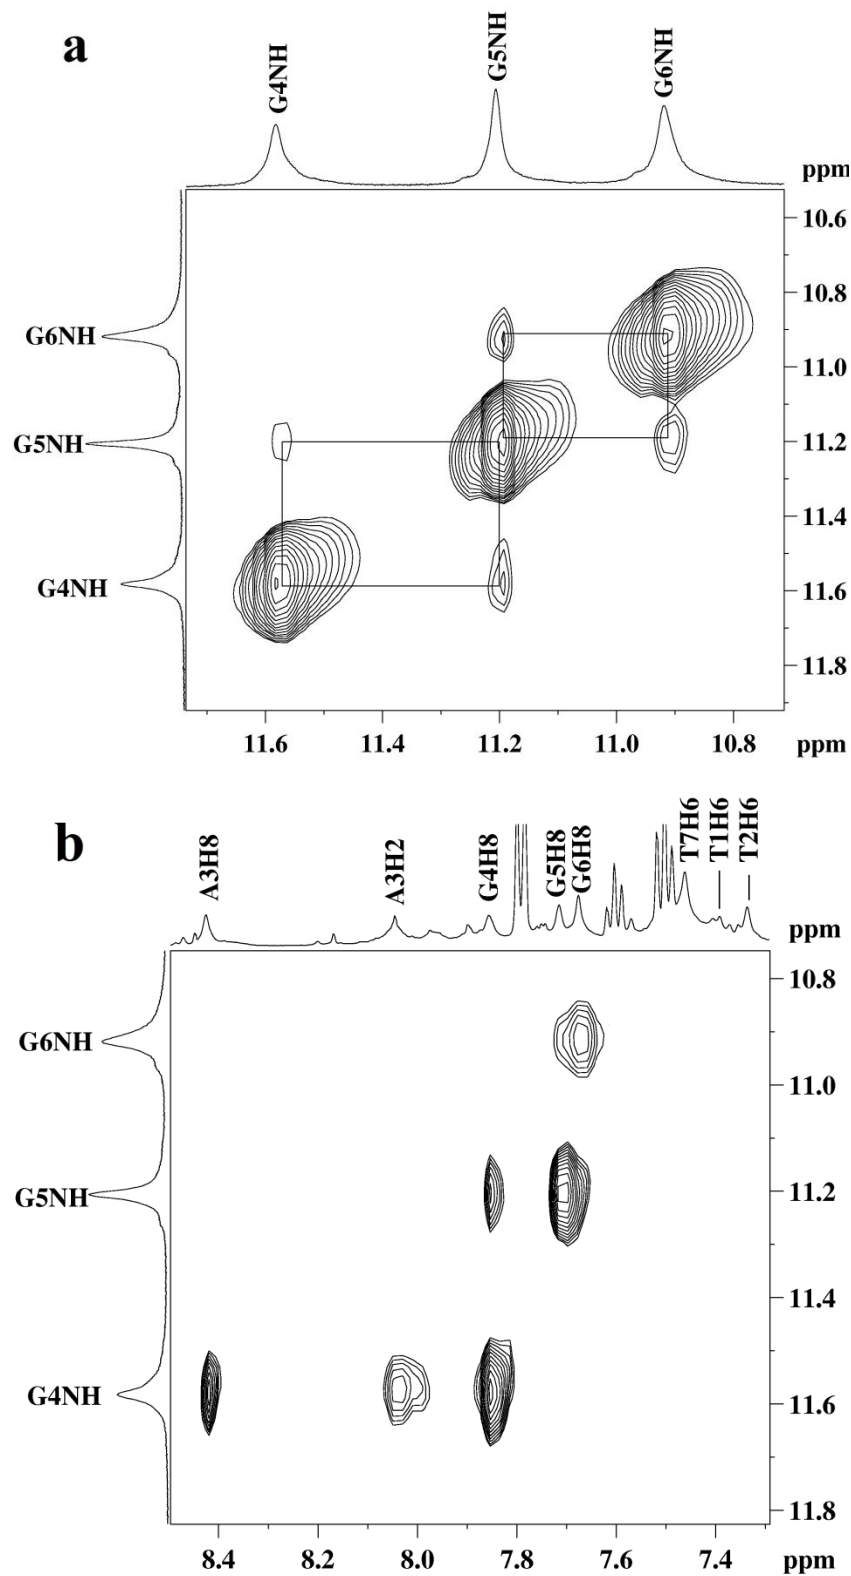 a
G4NH
G5NH
G6NH
ppm
10.6
10.8
G6NH
11.0
G5NH
11.2
11.4
G4NH
11.6
11.8
11.6 11.4 11.2 11.0 10.8 ppm
b
A3H8
A3H2
G4H8
G5H8
G6H8
T7H6
T1H6
T2H6
ppm
10.8
G6NH
11.0
G5NH
11.2
11.4
G4NH
11.6
11.8
8.4 8.2 8.0 7.8 7.6 7.4 ppm